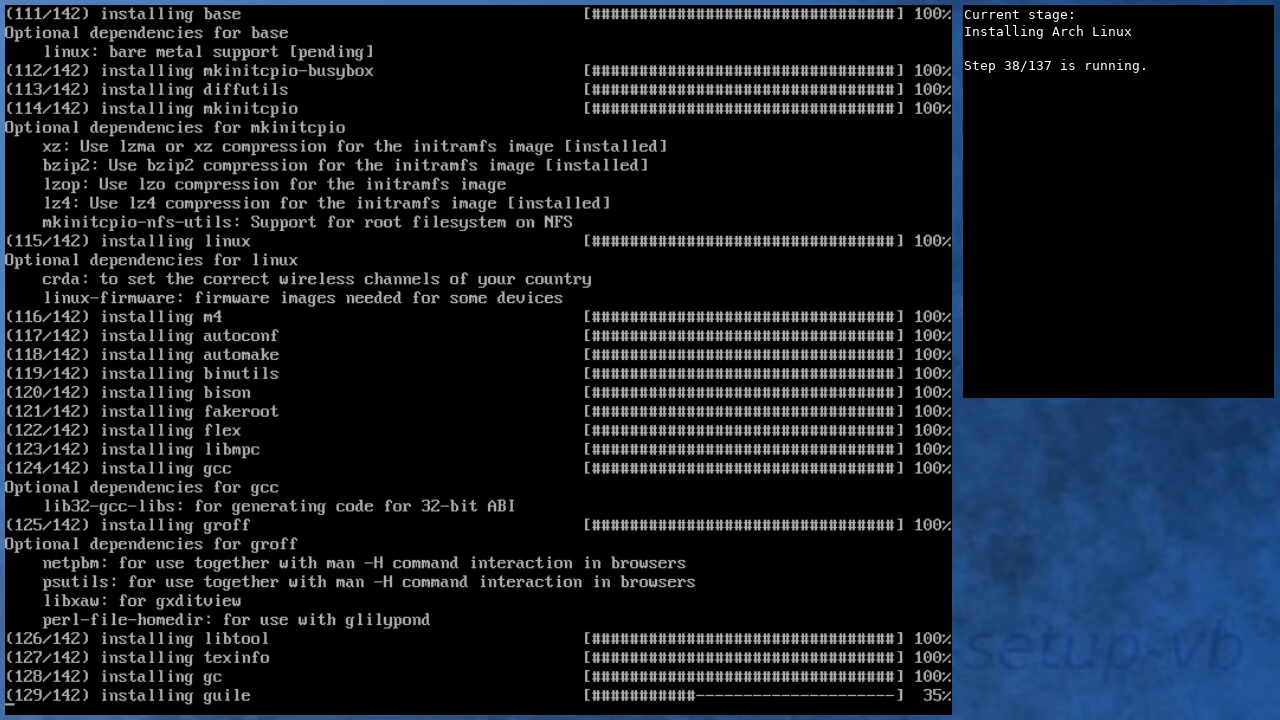 (111/142) installing base [################################] 100%
Optional dependencies for base
linux: bare metal support [pending]
(112/142) installing mkinitcpio-busybox [################################] 100%
(113/142) installing diffutils [################################] 100%
(114/142) installing mkinitcpio [################################] 100%
Optional dependencies for mkinitcpio
xz: Use lzma or xz compression for the initramfs image [installed]
bzip2: Use bzip2 compression for the initramfs image [installed]
lzop: Use lzo compression for the initramfs image
lz4: Use lz4 compression for the initramfs image [installed]
mkinitcpio-nfs-utils: Support for root filesystem on NFS
(115/142) installing linux [################################] 100%
Optional dependencies for linux
crda: to set the correct wireless channels of your country
linux-firmware: firmware images needed for some devices
(116/142) installing m4 [################################] 100%
(117/142) installing autoconf [################################] 100%
(118/142) installing automake [################################] 100%
(119/142) installing binutils [################################] 100%
(120/142) installing bison [################################] 100%
(121/142) installing fakeroot [################################] 100%
(122/142) installing flex [################################] 100%
(123/142) installing libmpc [################################] 100%
(124/142) installing gcc [################################] 100%
Optional dependencies for gcc
lib32-gcc-libs: for generating code for 32-bit ABI
(125/142) installing groff [################################] 100%
Optional dependencies for groff
netpbm: for use together with man -H command interaction in browsers
psutils: for use together with man -H command interaction in browsers
libxaw: for gxditview
perl-file-homedir: for use with glilypond
(126/142) installing libtool [################################] 100%
(127/142) installing texinfo [################################] 100%
(128/142) installing gc [################################] 100%
(129/142) installing guile [###########---------------------] 35%
Current stage:
Installing Arch Linux
Step 38/137 is running.
setup-vb